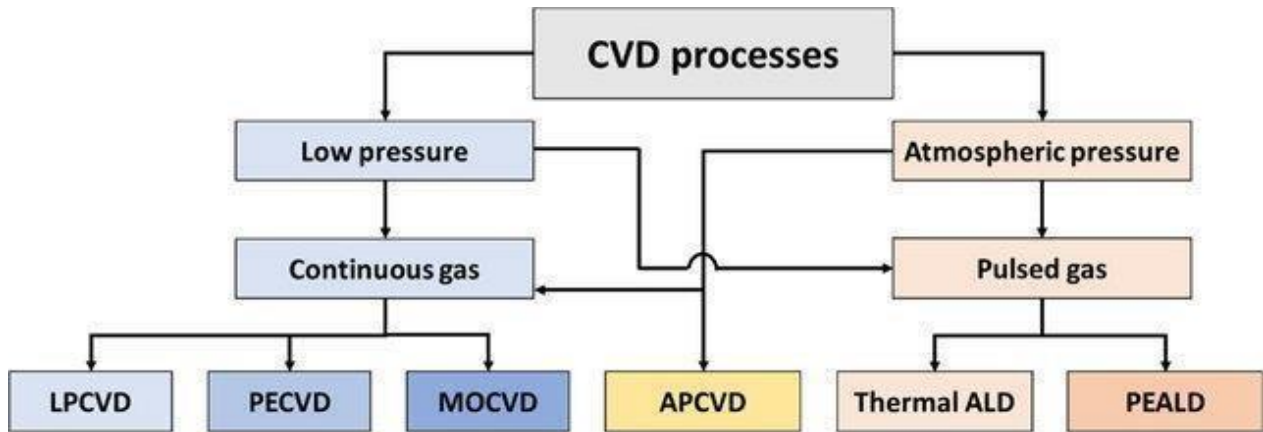 CVD processes
Low pressure
Atmospheric pressure
Continuous gas
Pulsed gas
LPCVD
PECVD
MOCVD
APCVD
Thermal ALD
PEALD